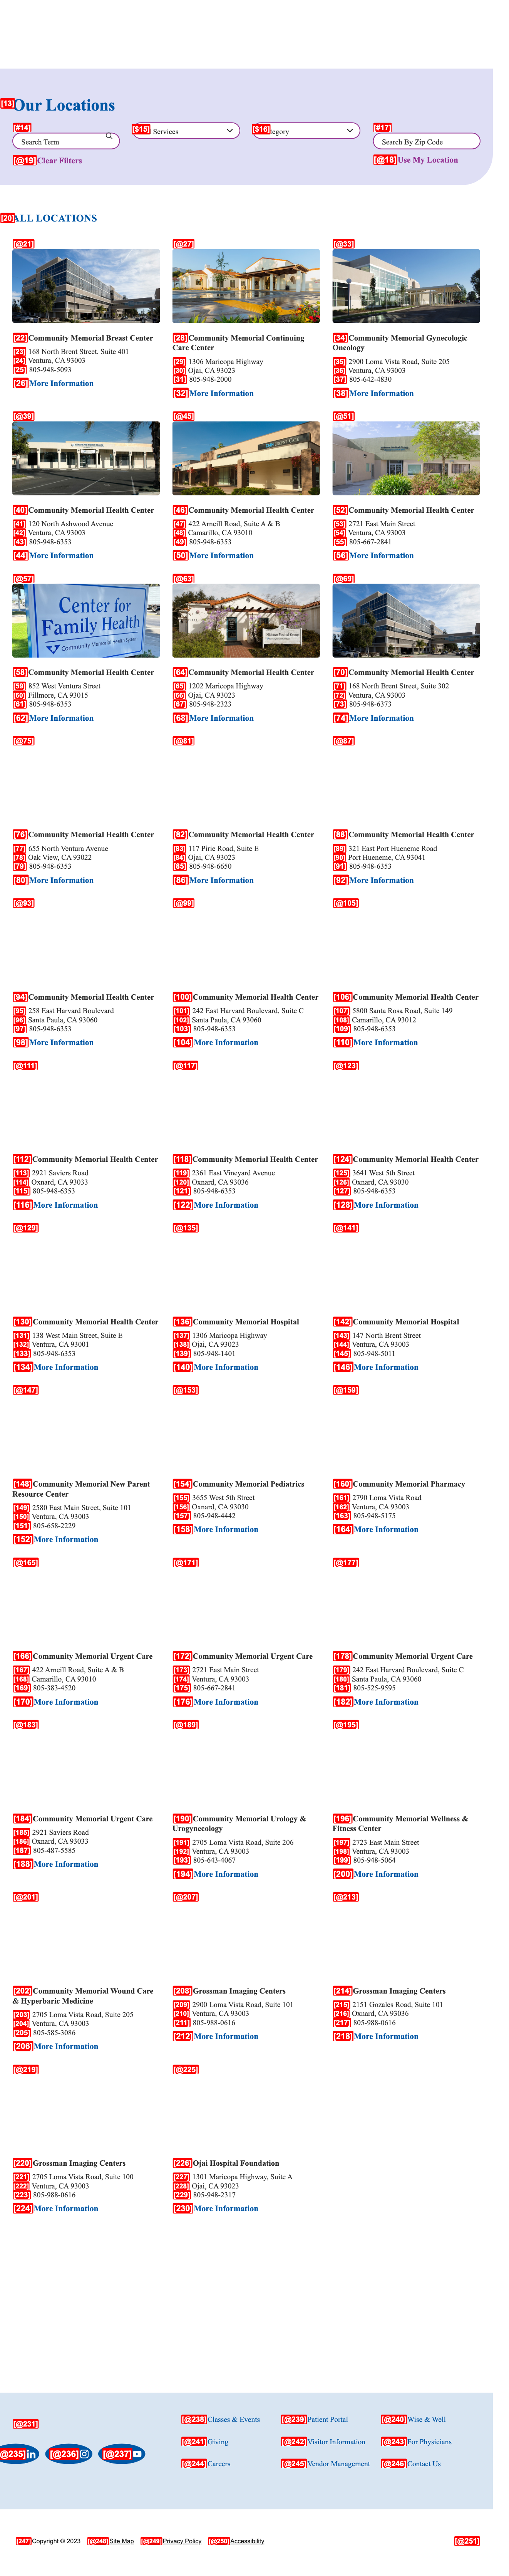 [13]Our Locations
[#14] [$15] Services [$16] tegory [#17]
Search Term Search By Zip Code
[@19]Clear Filters [@18]Use My Location
[20]ALL LOCATIONS
[@21] [@27] [@33]
[22]Community Memorial Breast Center
[23] 168 North Brent Street, Suite 401
[24] Ventura, CA 93003
[25] 805-948-5093
[26]More Information
[28]Community Memorial Continuing
Care Center
[29] 1306 Maricopa Highway
[30] Ojai, CA 93023
[31] 805-948-2000
[32]More Information
[34]Community Memorial Gynecologic
Oncology
[35] 2900 Loma Vista Road, Suite 205
[36] Ventura, CA 93003
[37] 805-642-4830
[38]More Information
[@39] [@45] [@51]
[40]Community Memorial Health Center
[41] 120 North Ashwood Avenue
[42] Ventura, CA 93003
[43] 805-948-6353
[44]More Information
[46]Community Memorial Health Center
[47] 422 Arneill Road, Suite A & B
[48] Camarillo, CA 93010
[49] 805-948-6353
[50]More Information
[52]Community Memorial Health Center
[53] 2721 East Main Street
[54] Ventura, CA 93003
[55] 805-667-2841
[56]More Information
[@57] [@63] [@69]
Center for
Family Health
Community Memorial Health System
[58]Community Memorial Health Center
[59] 852 West Ventura Street
[60] Fillmore, CA 93015
[61] 805-948-6353
[62]More Information
[64]Community Memorial Health Center
[65] 1202 Maricopa Highway
[66] Ojai, CA 93023
[67] 805-948-2323
[68]More Information
[70]Community Memorial Health Center
[71] 168 North Brent Street, Suite 302
[72] Ventura, CA 93003
[73] 805-948-6373
[74]More Information
[@75] [@81] [@87]
[76]Community Memorial Health Center
[77] 655 North Ventura Avenue
[78] Oak View, CA 93022
[79] 805-948-6353
[80]More Information
[82]Community Memorial Health Center
[83] 117 Pirie Road, Suite E
[84] Ojai, CA 93023
[85] 805-948-6650
[86]More Information
[88]Community Memorial Health Center
[89] 321 East Port Hueneme Road
[90] Port Hueneme, CA 93041
[91] 805-948-6353
[92]More Information
[@93] [@99] [@105]
[94]Community Memorial Health Center
[95] 258 East Harvard Boulevard
[96] Santa Paula, CA 93060
[97] 805-948-6353
[98]More Information
[100]Community Memorial Health Center
[101] 242 East Harvard Boulevard, Suite C
[102] Santa Paula, CA 93060
[103] 805-948-6353
[104]More Information
[106]Community Memorial Health Center
[107] 5800 Santa Rosa Road, Suite 149
[108] Camarillo, CA 93012
[109] 805-948-6353
[110]More Information
[@111] [@117] [@123]
[112]Community Memorial Health Center
[113] 2921 Saviers Road
[114] Oxnard, CA 93033
[115] 805-948-6353
[116]More Information
[118]Community Memorial Health Center
[119] 2361 East Vineyard Avenue
[120] Oxnard, CA 93036
[121] 805-948-6353
[122]More Information
[124]Community Memorial Health Center
[125] 3641 West 5th Street
[126] Oxnard, CA 93030
[127] 805-948-6353
[128]More Information
[@129] [@135] [@141]
[130]Community Memorial Health Center
[131] 138 West Main Street, Suite E
[132] Ventura, CA 93001
[133] 805-948-6353
[134]More Information
[136]Community Memorial Hospital
[137] 1306 Maricopa Highway
[138] Ojai, CA 93023
[139] 805-948-1401
[140]More Information
[142]Community Memorial Hospital
[143] 147 North Brent Street
[144] Ventura, CA 93003
[145] 805-948-5011
[146]More Information
[@147] [@153] [@159]
[148]Community Memorial New Parent
Resource Center
[149] 2580 East Main Street, Suite 101
[150] Ventura, CA 93003
[151] 805-658-2229
[152]More Information
[154]Community Memorial Pediatrics
[155] 3655 West 5th Street
[156] Oxnard, CA 93030
[157] 805-948-4442
[158]More Information
[160]Community Memorial Pharmacy
[161] 2790 Loma Vista Road
[162] Ventura, CA 93003
[163] 805-948-5175
[164]More Information
[@165] [@171] [@177]
[166]Community Memorial Urgent Care
[167] 422 Arneill Road, Suite A & B
[168] Camarillo, CA 93010
[169] 805-383-4520
[170]More Information
[172]Community Memorial Urgent Care
[173] 2721 East Main Street
[174] Ventura, CA 93003
[175] 805-667-2841
[176]More Information
[178]Community Memorial Urgent Care
[179] 242 East Harvard Boulevard, Suite C
[180] Santa Paula, CA 93060
[181] 805-525-9595
[182]More Information
[@183] [@189] [@195]
[184]Community Memorial Urgent Care
[185] 2921 Saviers Road
[186] Oxnard, CA 93033
[187] 805-487-5585
[188]More Information
[190]Community Memorial Urology &
Urogynecology
[191] 2705 Loma Vista Road, Suite 206
[192] Ventura, CA 93003
[193] 805-643-4067
[194]More Information
[196]Community Memorial Wellness &
Fitness Center
[197] 2723 East Main Street
[198] Ventura, CA 93003
[199] 805-948-5064
[200]More Information
[@201] [@207] [@213]
[202]Community Memorial Wound Care
& Hyperbaric Medicine
[203] 2705 Loma Vista Road, Suite 205
[204] Ventura, CA 93003
[205] 805-585-3086
[206]More Information
[208]Grossman Imaging Centers
[209] 2900 Loma Vista Road, Suite 101
[210] Ventura, CA 93003
[211] 805-988-0616
[212]More Information
[214]Grossman Imaging Centers
[215] 2151 Gozales Road, Suite 101
[216] Oxnard, CA 93036
[217] 805-988-0616
[218]More Information
[@219] [@225]
[220]Grossman Imaging Centers
[221] 2705 Loma Vista Road, Suite 100
[222] Ventura, CA 93003
[223] 805-988-0616
[224]More Information
[226]Ojai Hospital Foundation
[227] 1301 Maricopa Highway, Suite A
[228] Ojai, CA 93023
[229] 805-948-2317
[230]More Information
[@231] [@238]Classes & Events [@239]Patient Portal [@240]Wise & Well
[@241]Giving [@242]Visitor Information [@243]For Physicians
@235] [@236] [@237] [@244]Careers [@245]Vendor Management [@246]Contact Us
[247]Copyright © 2023 [@248]Site Map [@249]Privacy Policy [@250]Accessibility [@251]